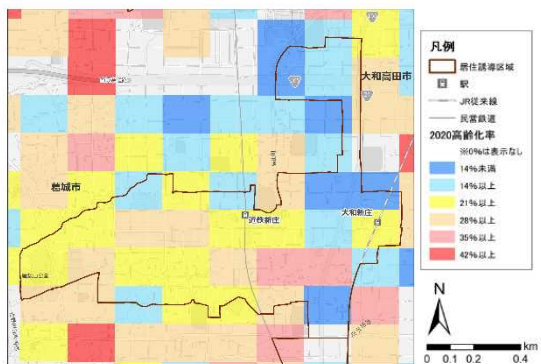 大和高田市
葛城市
近鉄新庄
大和新庄
凡例
居住誘導区域
駅
JR在来線
民営鉄道
2020高齢化率
※0%は表示なし
14%未満
14%以上
21%以上
28%以上
35%以上
42%以上
N
km
0 0.1 0.2 0.4